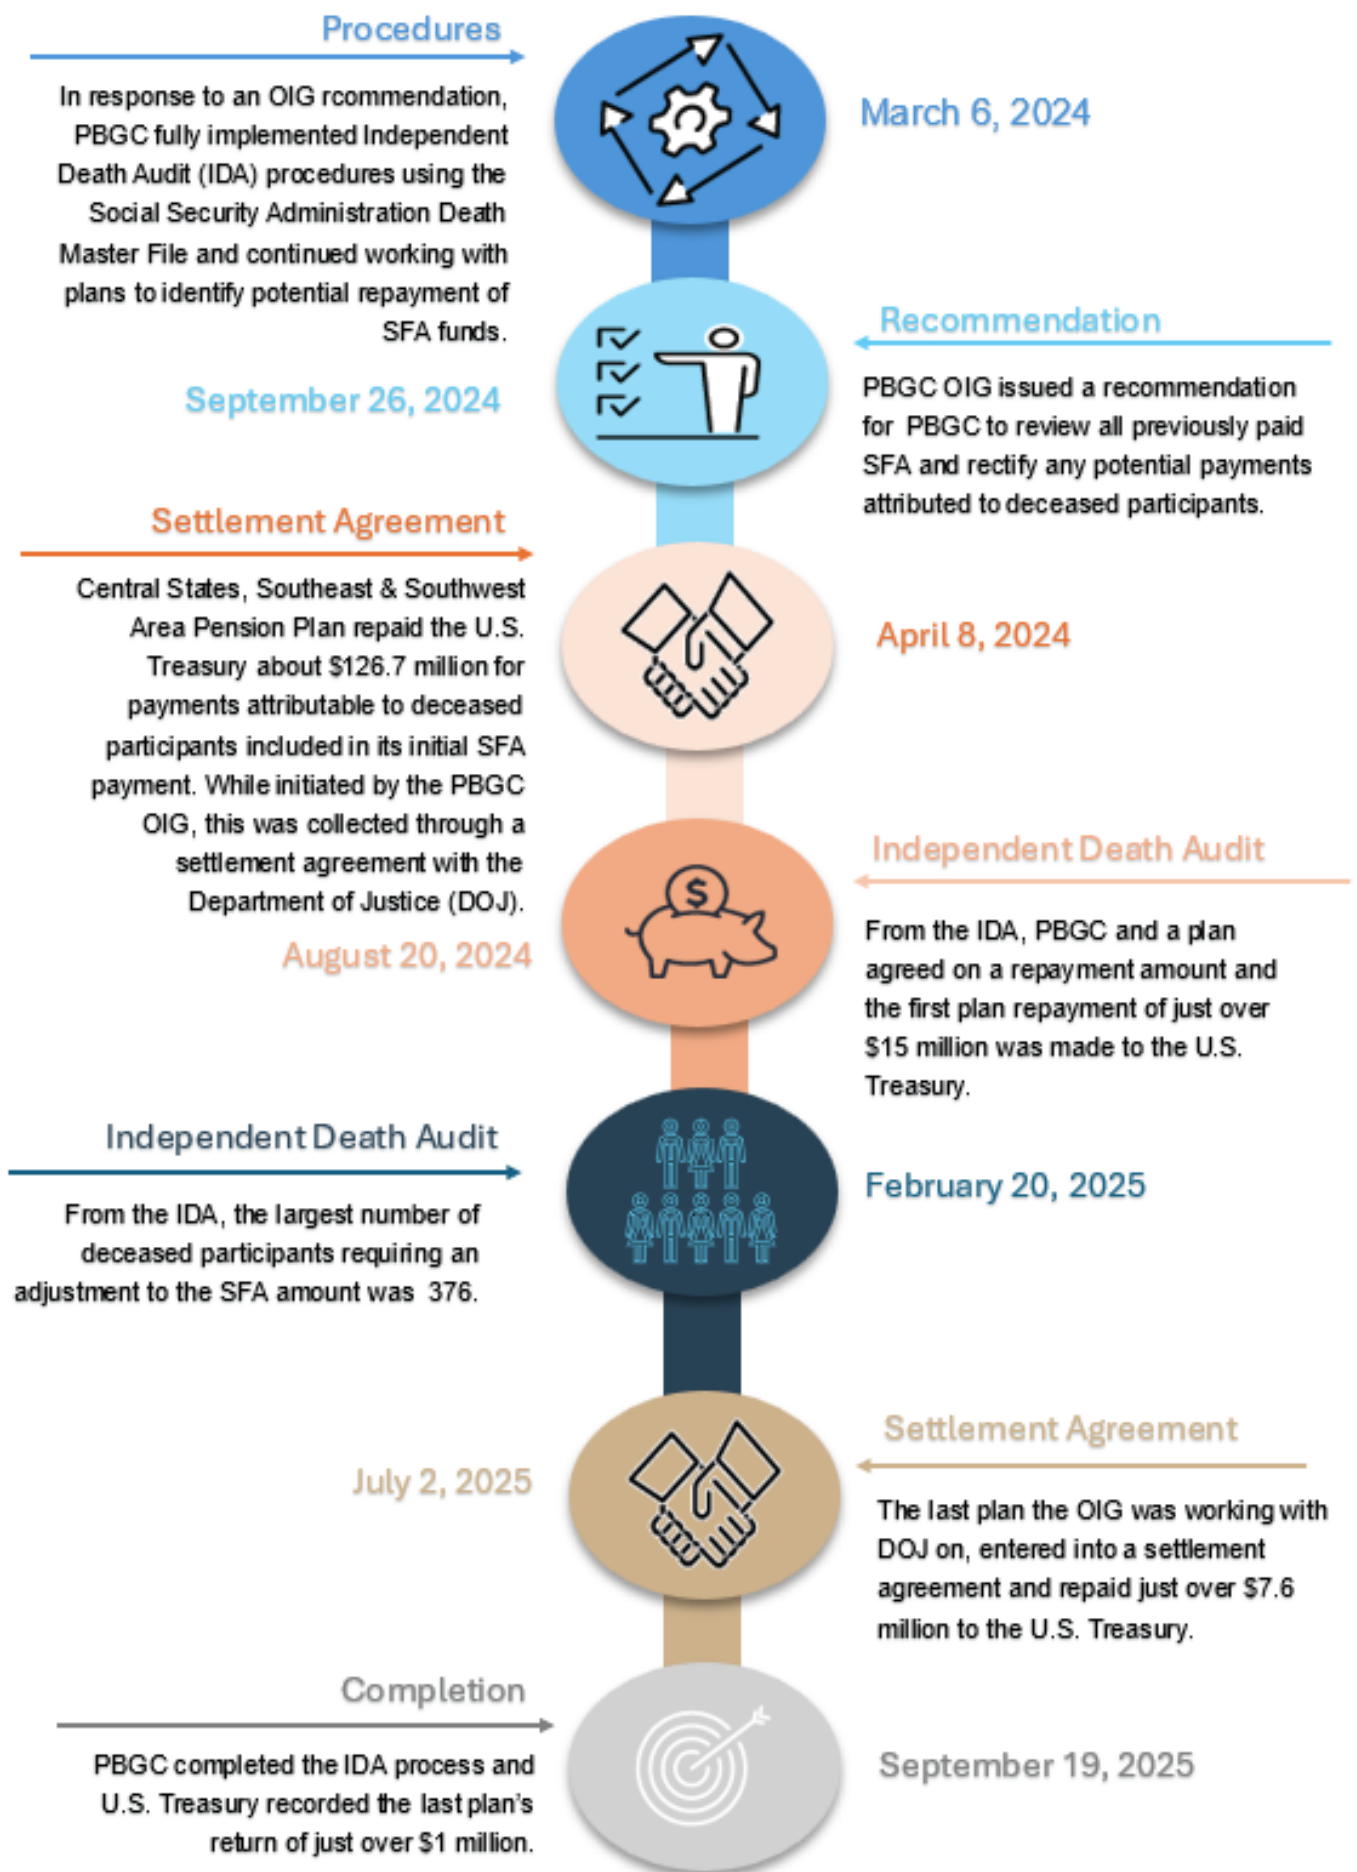 Procedures
March 6, 2024
In response to an OIG rcommendation,
PBGC fully implemented Independent
Death Audit (IDA) procedures using the
Social Security Administration Death
Master File and continued working with
plans to identify potential repayment of
SFA funds.
Recommendation
September 26, 2024
PBGC OIG issued a recommendation
for PBGC to review all previously paid
SFA and rectify any potential payments
attributed to deceased participants.
Settlement Agreement
April 8, 2024
Central States, Southeast & Southwest
Area Pension Plan repaid the U.S.
Treasury about $126.7 million for
payments attributable to deceased
participants included in its initial SFA
payment. While initiated by the PBGC
OIG, this was collected through a
settlement agreement with the
Department of Justice (DOJ).
Independent Death Audit
August 20, 2024
$
From the IDA, PBGC and a plan
agreed on a repayment amount and
the first plan repayment of just over
$15 million was made to the U.S.
Treasury.
Independent Death Audit
February 20, 2025
From the IDA, the largest number of
deceased participants requiring an
adjustment to the SFA amount was 376.
Settlement Agreement
July 2, 2025
The last plan the OIG was working with
DOJ on, entered into a settlement
agreement and repaid just over $7.6
million to the U.S. Treasury.
Completion
September 19, 2025
PBGC completed the IDA process and
U.S. Treasury recorded the last plan's
return of just over $1 million.